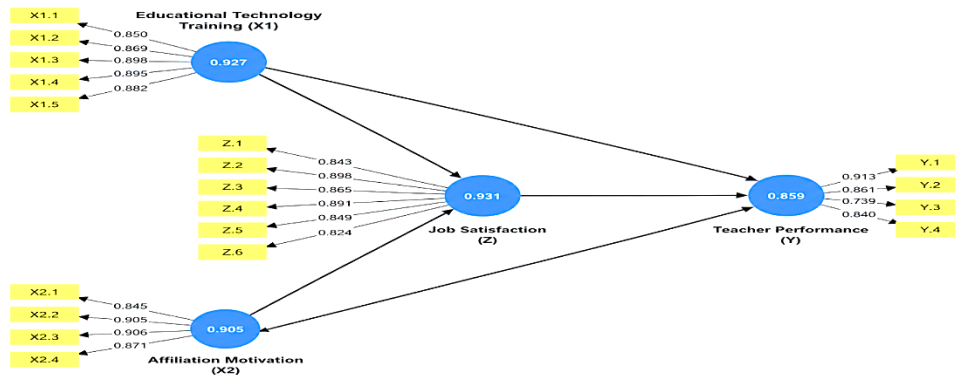 Educational Technology
Training (X1)
X1.1
X1.2
X1.3
X1.4
X1.5
0.850
0.869
0.898
0.895
0.882
0.927
Z.1
Z.2
Z.3
Z.4
Z.5
Z.6
0.843
0.898
0.865
0.891
0.849
0.824
0.931
Job Satisfaction
(Z)
0.859
Teacher Performance
(Y)
0.913
0.861
0.739
0.840
Y.1
Y.2
Y.3
Y.4
X2.1
X2.2
X2.3
X2.4
0.845
0.905
0.906
0.871
0.905
Affiliation Motivation
(X2)